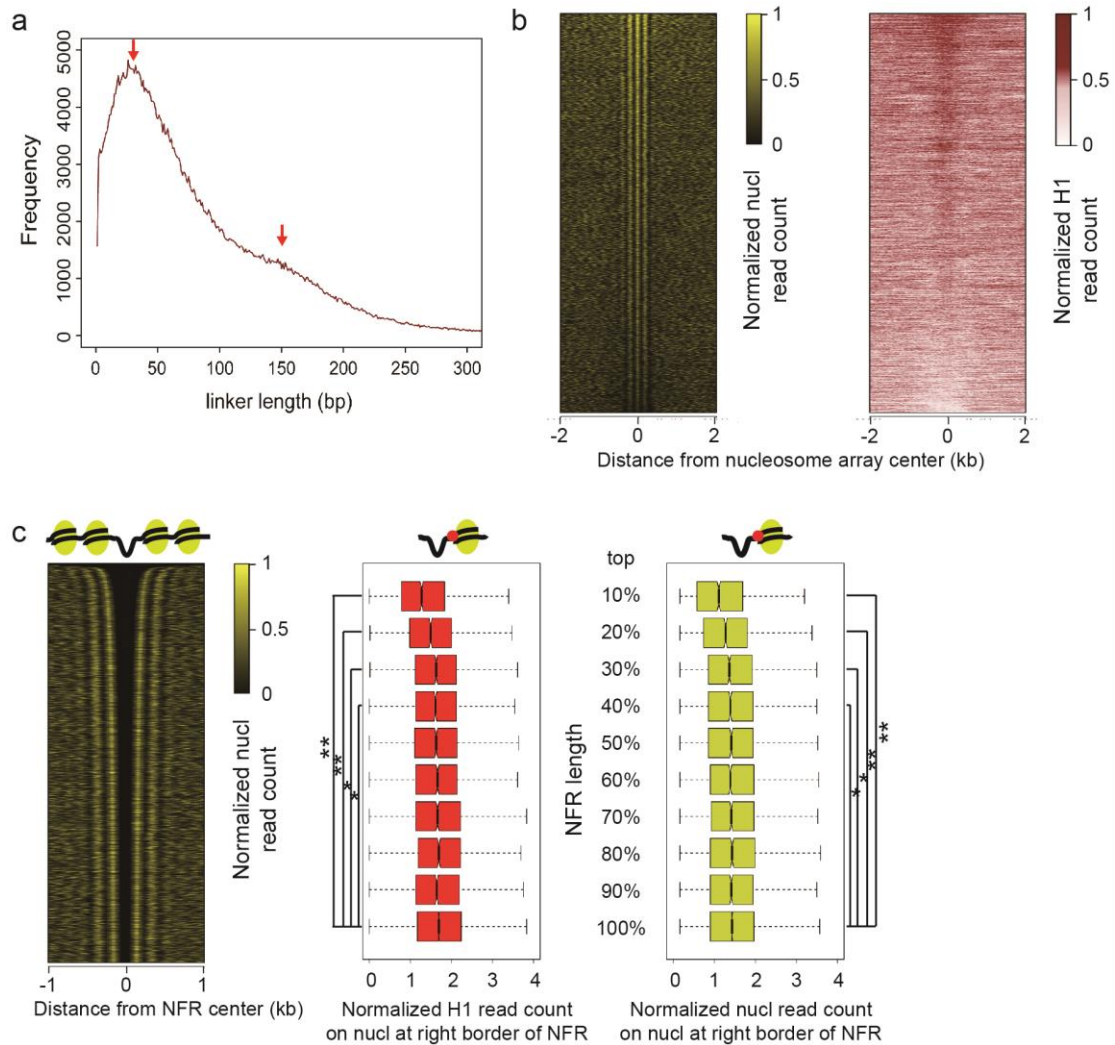 a
Frequency
5000
4000
3000
2000
1000
0
0 50 100 150 200 250 300
linker length (bp)
b
1
0.5
0
Normalized nucl
read count
1
0.5
0
Normalized H1
read count
-2 0 2
-2 0 2
Distance from nucleosome array center (kb)
c
1
0.5
0
Normalized nucl
read count
-1 0 1
Distance from NFR center (kb)
**
**
*
*
0 1 2 3 4
Normalized H1 read count
on nucl at right border of NFR
NFR length
top
10%
20%
30%
40%
50%
60%
70%
80%
90%
100%
**
**
*
*
0 1 2 3 4
Normalized nucl read count
on nucl at right border of NFR